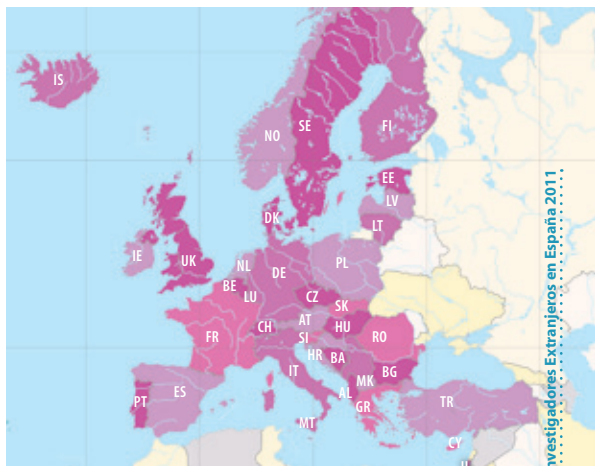 IS
NO
SE
FI
EE
LV
LT
DK
IE
UK
NL
DE
PL
BE
LU
CZ
SK
FR
CH
AT
HU
RO
SI
HR
BA
IT
BG
MK
AL
PT
ES
GR
TR
MT
CY
nvestigadores Extranjeros en España 2011